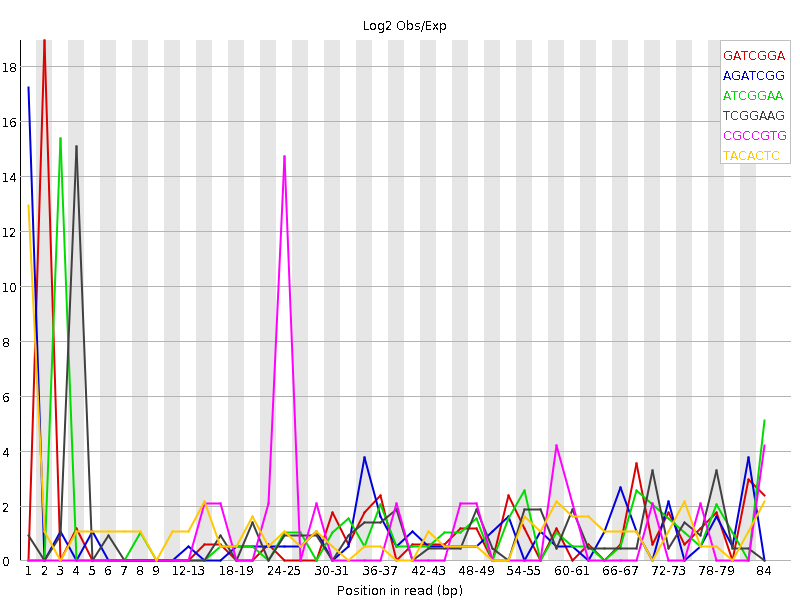 Log2 Obs/Exp
GATCGGA
AGATCGG
ATCGGAA
TCGGAAG
CGCCGTG
TACACTC
18
16
14
12
10
8
6
4
2
0
1 2 3 4 5 6 7 8 9 12-13 18-19 24-25 30-31 36-37 42-43 48-49 54-55 60-61 66-67 72-73 78-79 84
Position in read (bp)